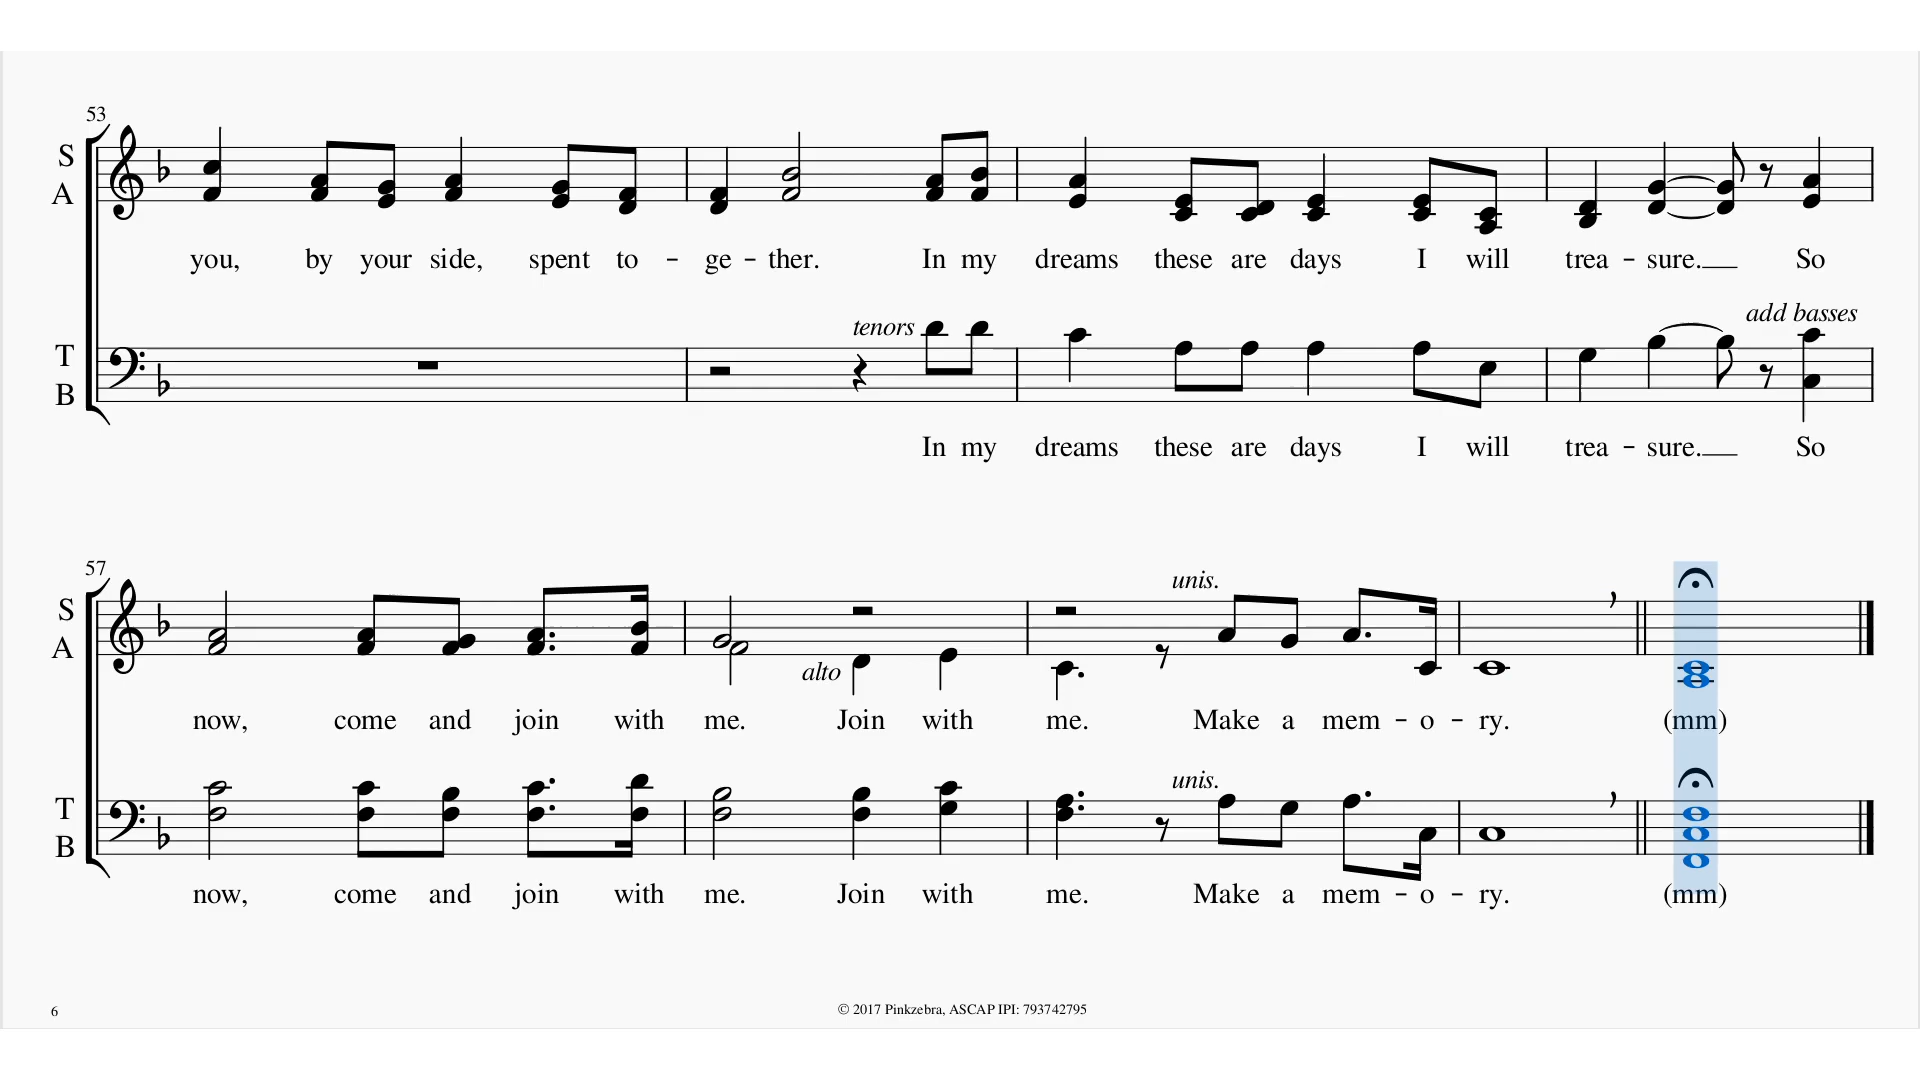 53
S
A
you, by your side, spent to - ge - ther. In my dreams these are days I will trea - sure.__ So
tenors
add basses
T
B
In my dreams these are days I will trea - sure.__ So
57
unis.
S
A
alto
now, come and join with me. Join with me. Make a mem - o - ry. (mm)
unis.
T
B
now, come and join with me. Join with me. Make a mem - o - ry. (mm)
6
© 2017 Pinkzebra, ASCAP IPI: 793742795